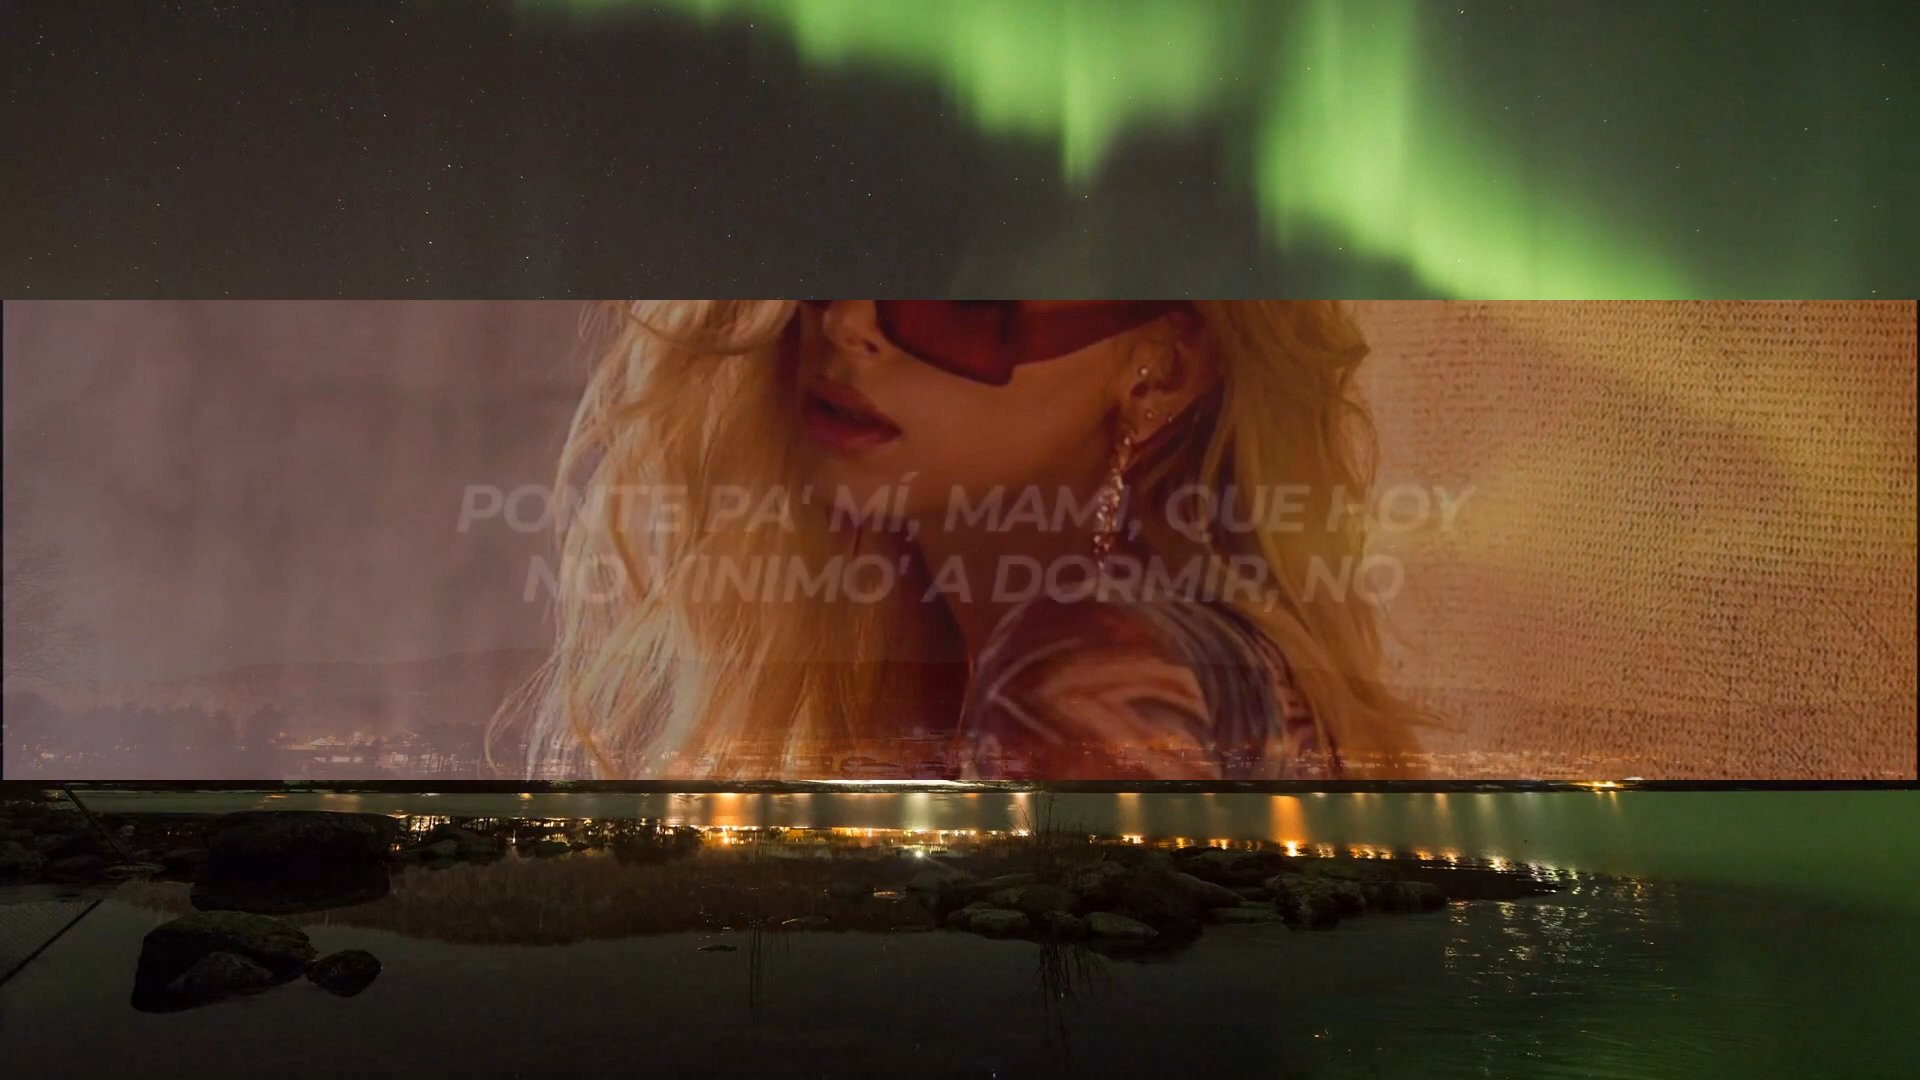 PONTE PA' MÍ, MAMI, QUE HOY
NO VINIMO' A DORMIR, NO